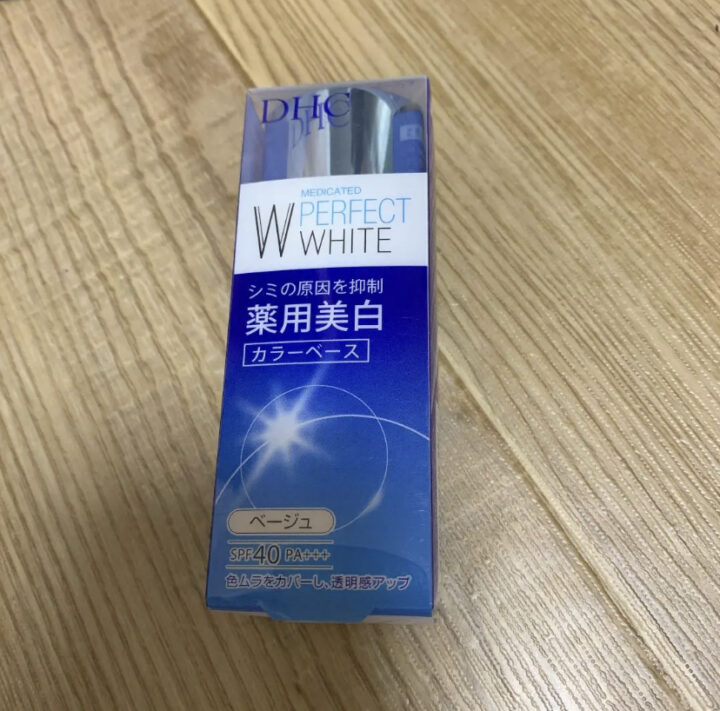 DHC
DHC
MEDICATED
W PERFECT
WHITE
シミの原因を抑制
薬用美白
カラーベース
ベージュ
SPF40 PA+++
色ムラをカバーし、透明感アップ